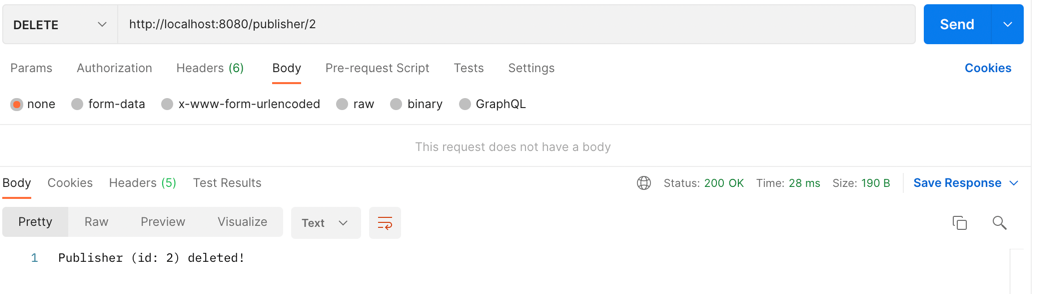 DELETE http://localhost:8080/publisher/2 Send
Params Authorization Headers (6) Body Pre-request Script Tests Settings Cookies
none form-data x-www-form-urlencoded raw binary GraphQL
This request does not have a body
Body Cookies Headers (5) Test Results Status: 200 OK Time: 28 ms Size: 190 B Save Response
Pretty Raw Preview Visualize Text
1 Publisher (id: 2) deleted!